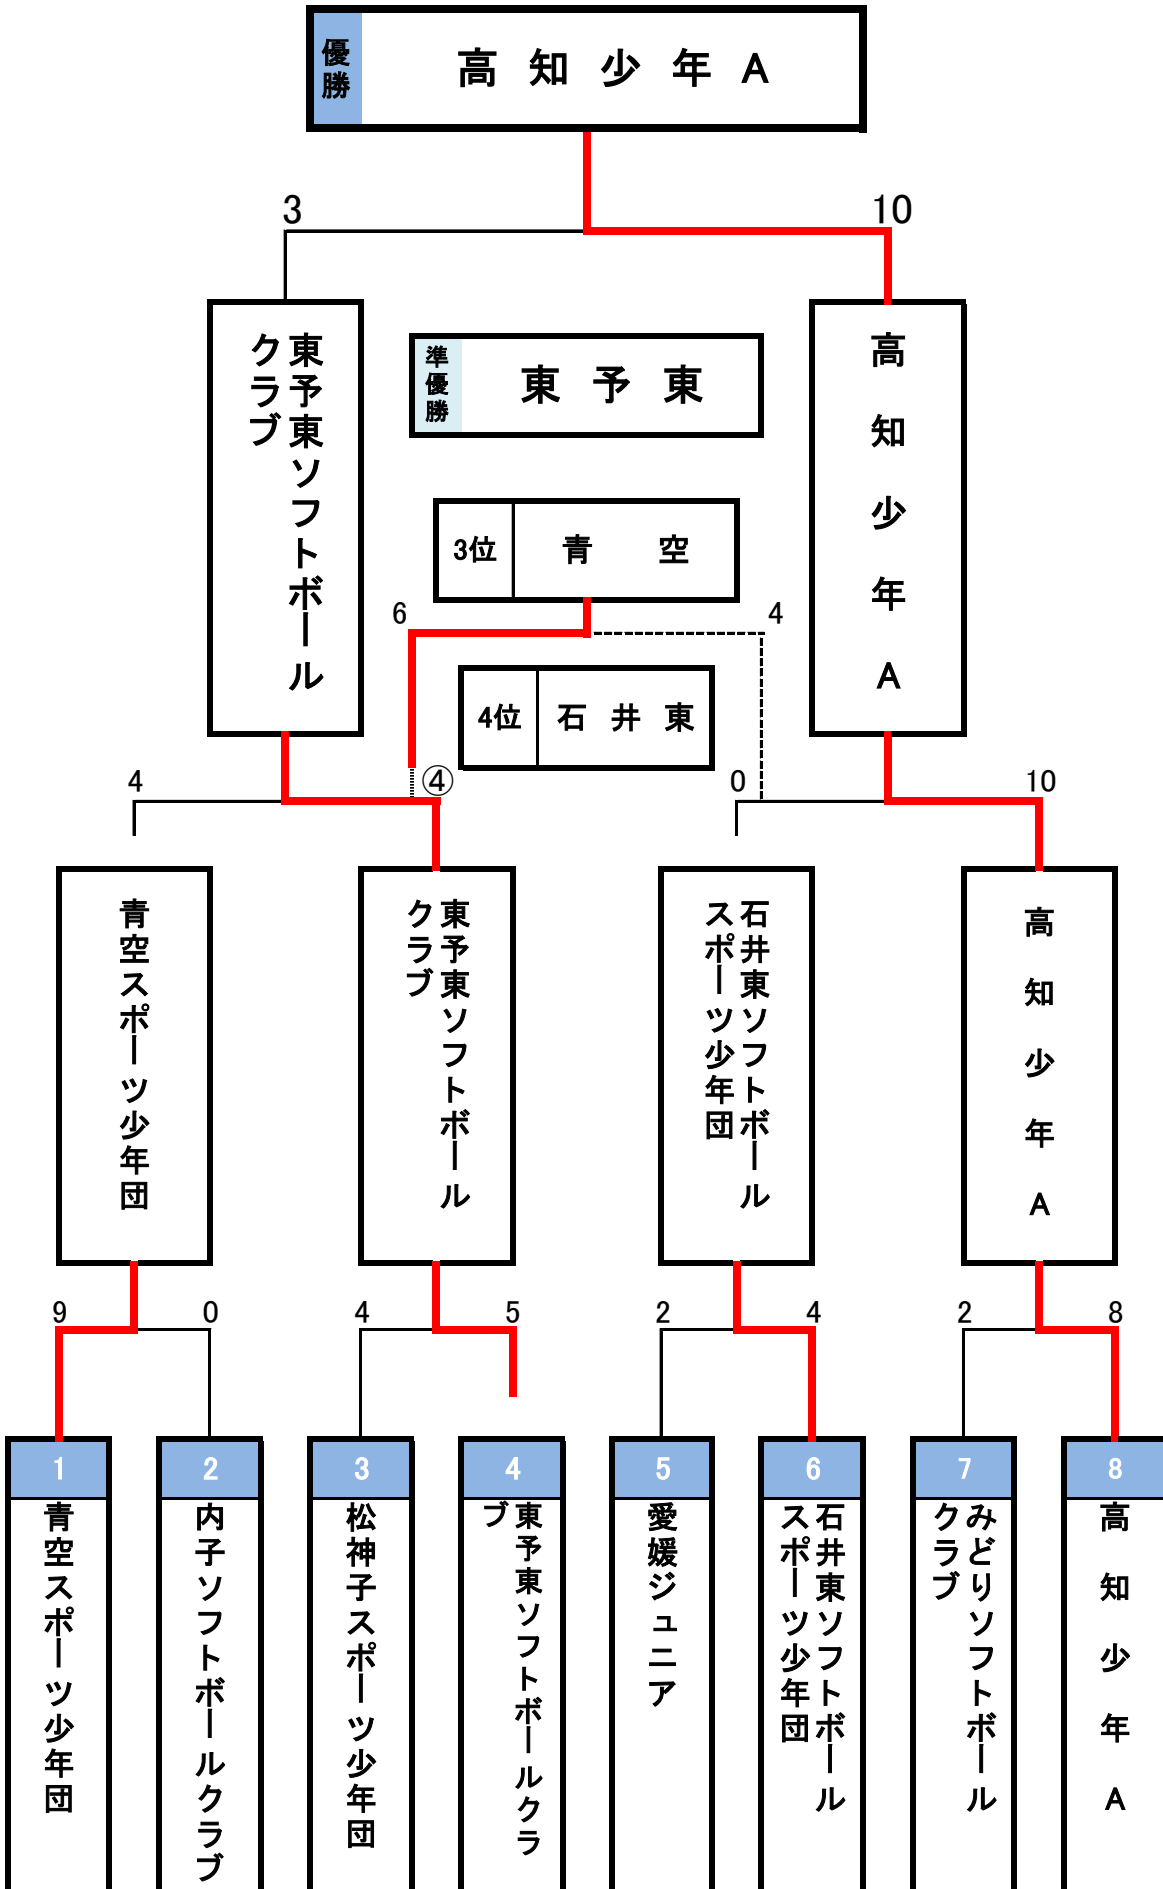 優勝
高知少年A
3
10
東予東ソフトボール
クラブ
準優勝
東予東
高知少年A
3位
青空
6
4
4位
石井東
4
④
0
10
青空スポーツ少年団
東予東ソフトボール
クラブ
石井東ソフトボール
スポーツ少年団
高知少年A
9
0
4
5
2
4
2
8
1
2
3
4
5
6
7
8
青空スポーツ少年団
内子ソフトボールクラブ
松神子スポーツ少年団
東予東ソフトボールクラ
ブ
愛媛ジュニア
石井東ソフトボール
スポーツ少年団
みどりソフトボール
クラブ
高知少年A